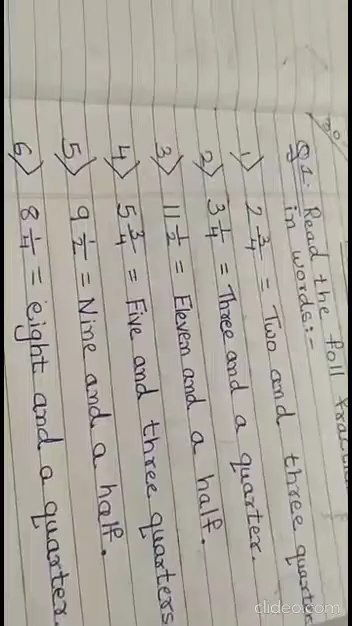 30
Q1. Read the foll
in words:-
1) 2 3/4 = Two and three quarter
2) 3 1/4 = Three and a quarter.
3) 11 1/2 = Eleven and a half.
4) 5 3/4 = Five and three quarters
5) 9 1/2 = Nine and a half.
6) 8 1/4 = eight and a quarter.
clideo.com